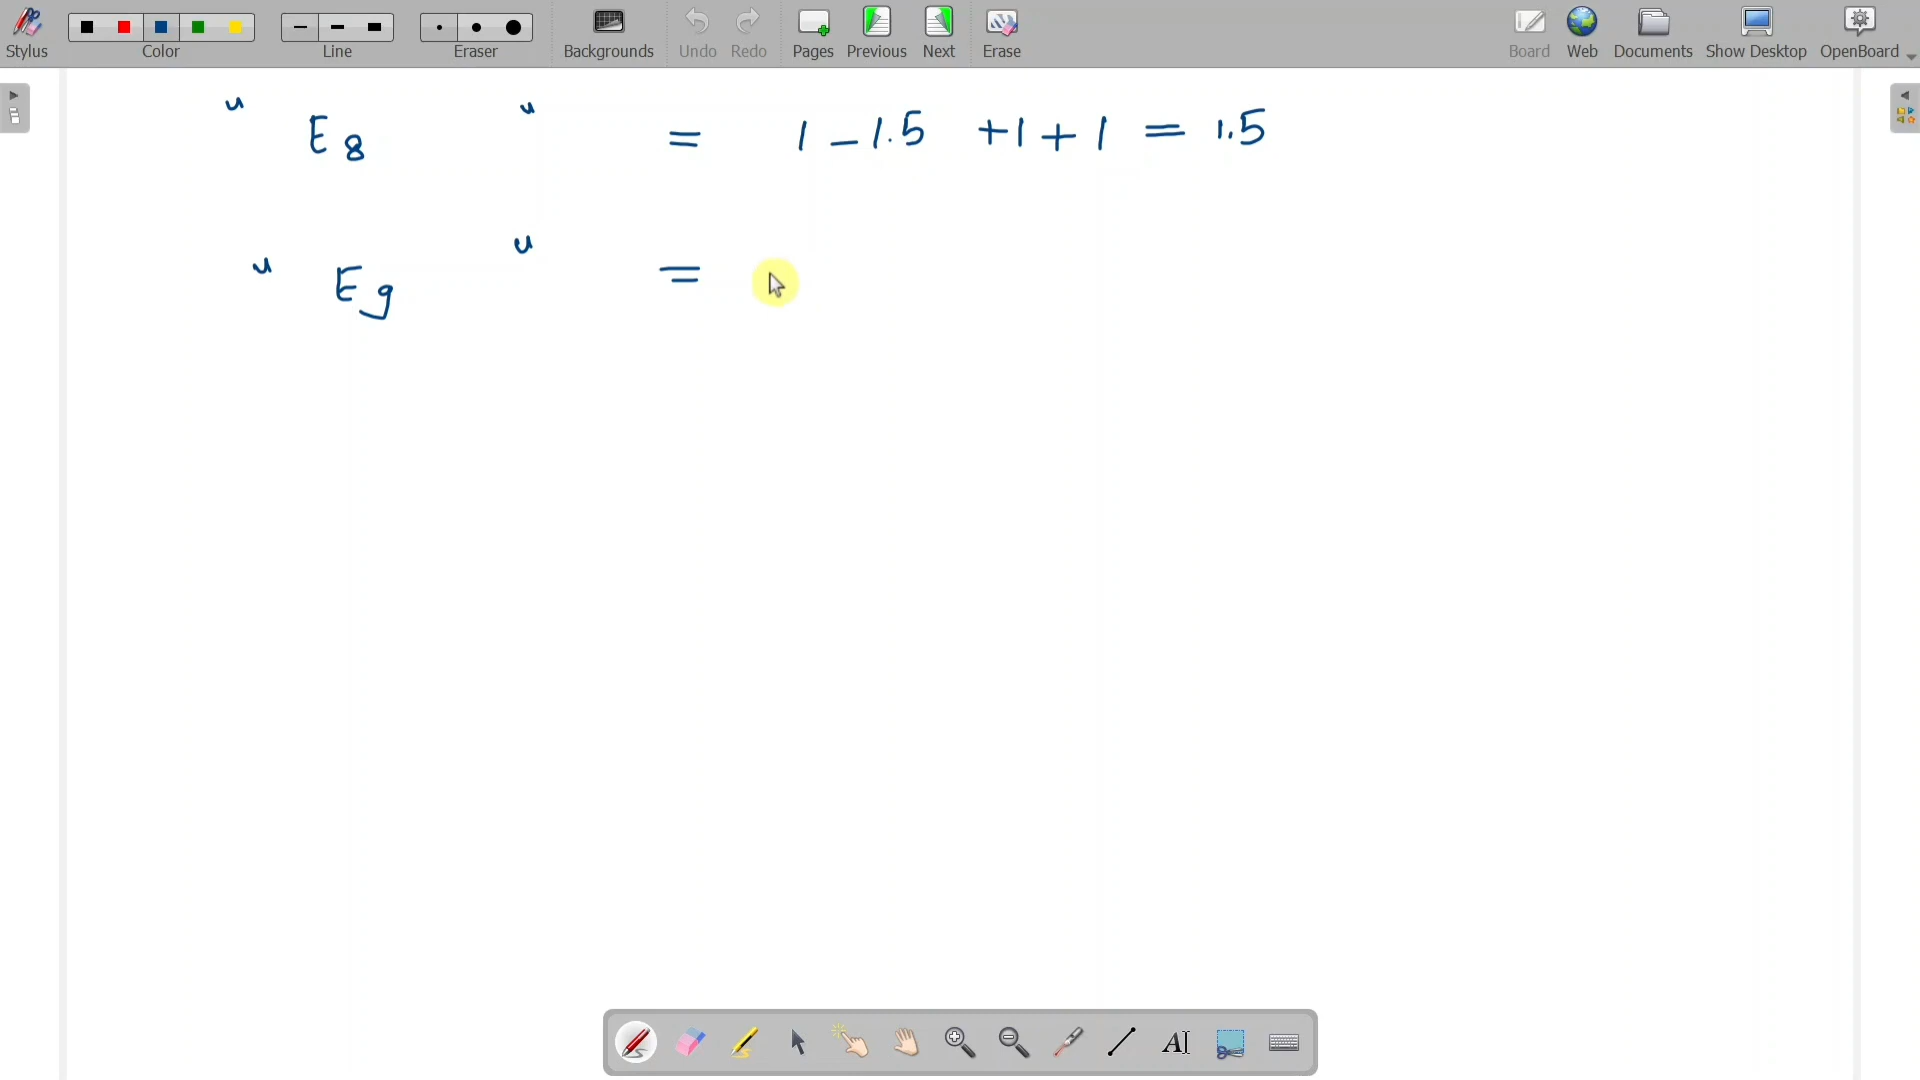 Stylus Color Line Eraser Backgrounds Undo Redo Pages Previous Next Erase Board Web Documents Show Desktop OpenBoard
" E8 " = 1 - 1.5 +1 + 1 = 1.5
" E9 " =